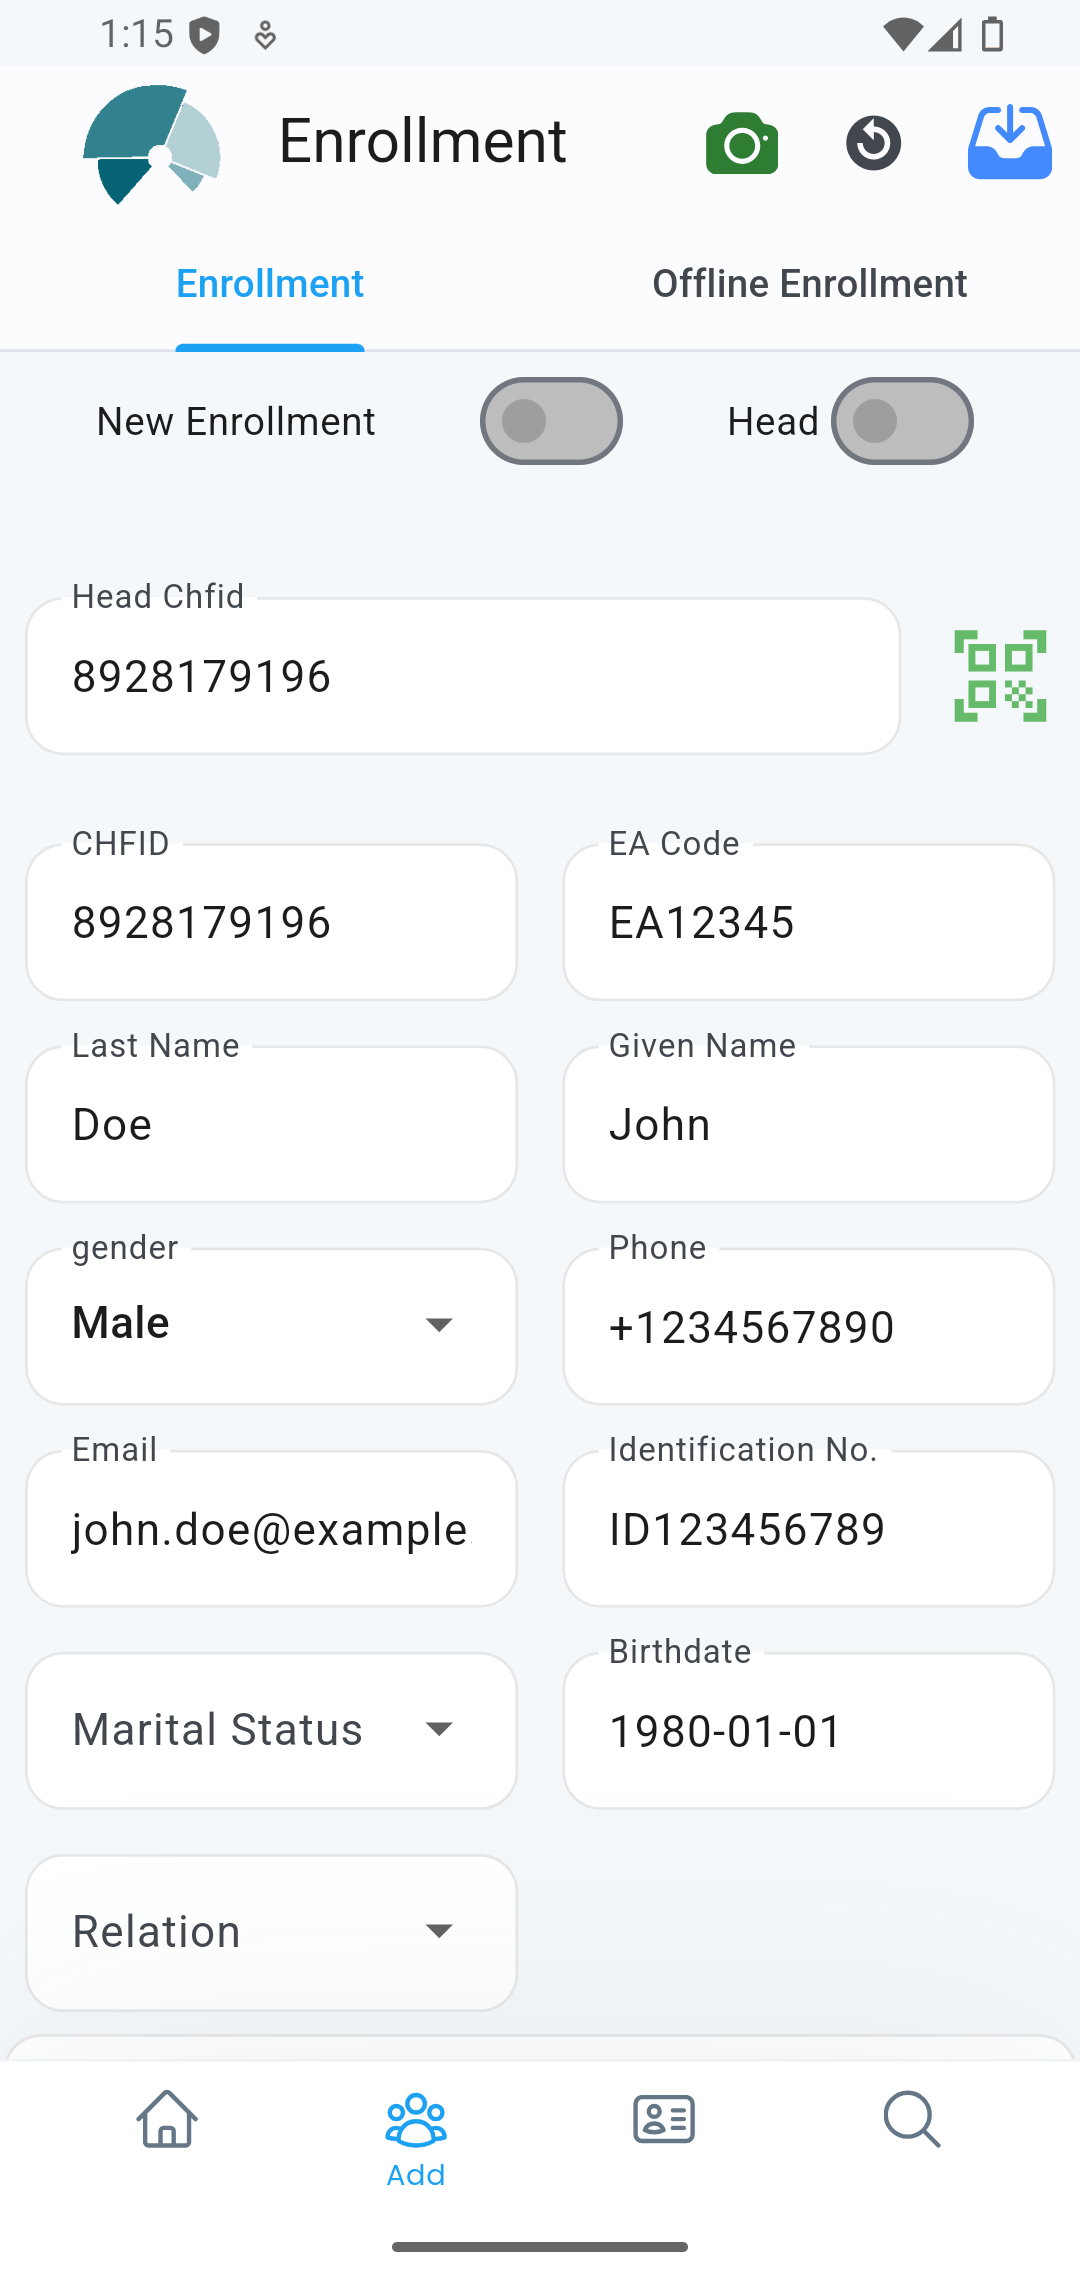 1:15
Enrollment
Enrollment Offline Enrollment
New Enrollment Head
Head Chfid
8928179196
CHFID EA Code
8928179196 EA12345
Last Name Given Name
Doe John
gender Phone
Male +1234567890
Email Identification No.
john.doe@example. ID123456789
Birthdate
Marital Status 1980-01-01
Relation
Add